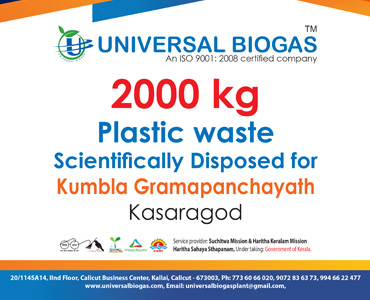 UNIVERSAL BIOGAS TM
An ISO 9001: 2008 certified company
2000 kg
Plastic waste
Scientifically Disposed for
Kumbla Gramapanchayath
Kasaragod
Service provider: Suchitwa Mission & Haritha Keralam Mission
Haritha Sahaya Sthapanam, Under taking: Government of Kerala.
20/1145A14, IInd Floor, Calicut Business Center, Kallai, Calicut - 673003, Ph: 773 60 66 020, 9072 83 63 73, 994 66 22 477
www.universalbiogas.com, Email: universalbiogasplant@gmail.com,